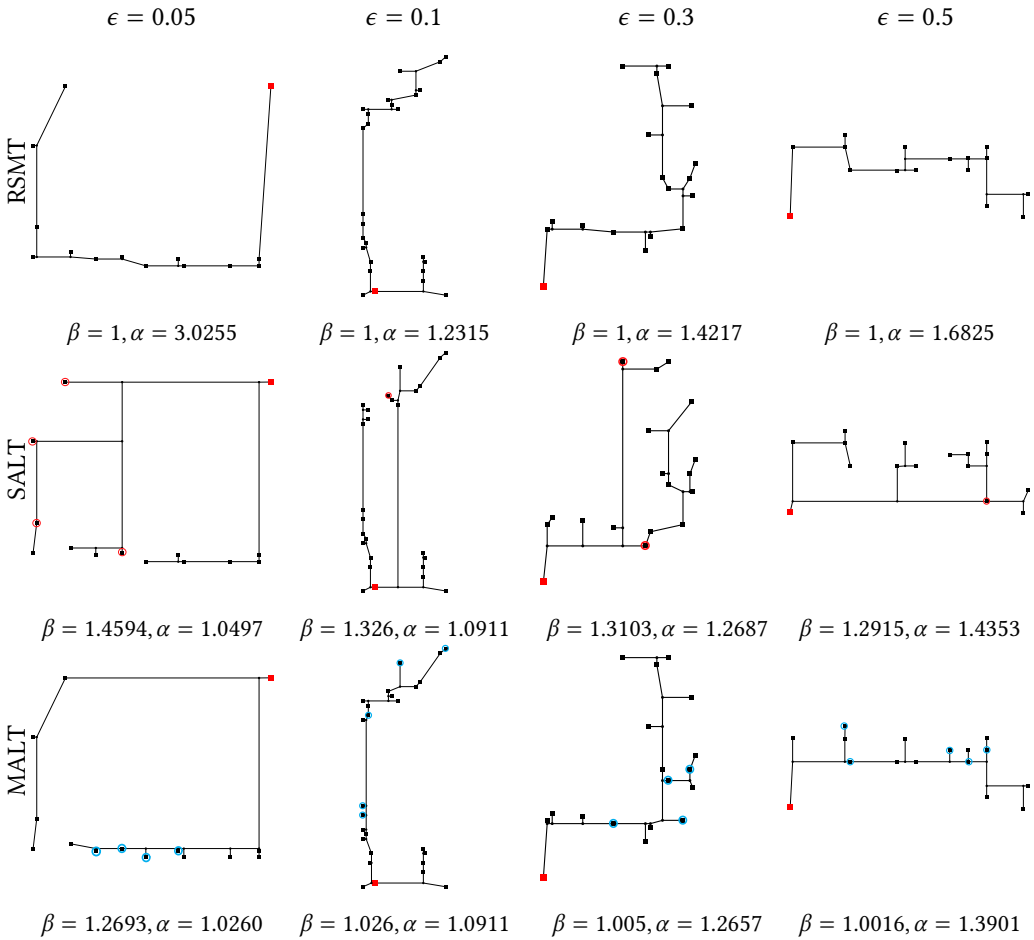 ϵ = 0.05 ϵ = 0.1 ϵ = 0.3 ϵ = 0.5
RSMT
β = 1, α = 3.0255 β = 1, α = 1.2315 β = 1, α = 1.4217 β = 1, α = 1.6825
SALT
β = 1.4594, α = 1.0497 β = 1.326, α = 1.0911 β = 1.3103, α = 1.2687 β = 1.2915, α = 1.4353
MALT
β = 1.2693, α = 1.0260 β = 1.026, α = 1.0911 β = 1.005, α = 1.2657 β = 1.0016, α = 1.3901